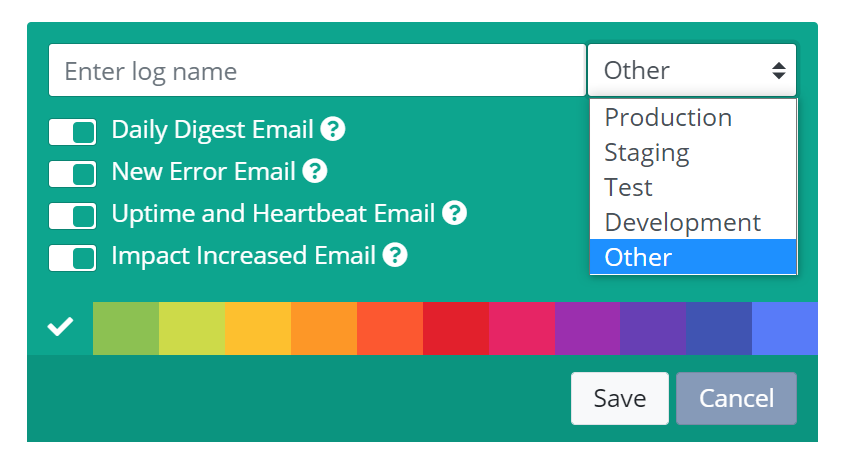 Enter log name
Other
Production
Staging
Test
Development
Other
Daily Digest Email ?
New Error Email ?
Uptime and Heartbeat Email ?
Impact Increased Email ?
Save
Cancel